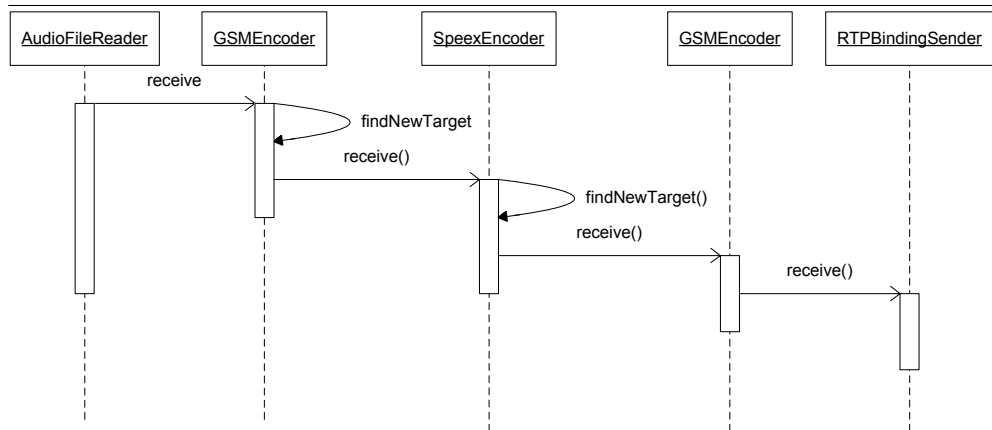 AudioFileReader
GSMEncoder
SpeexEncoder
GSMEncoder
RTPBindingSender
receive
findNewTarget
receive()
findNewTarget()
receive()
receive()